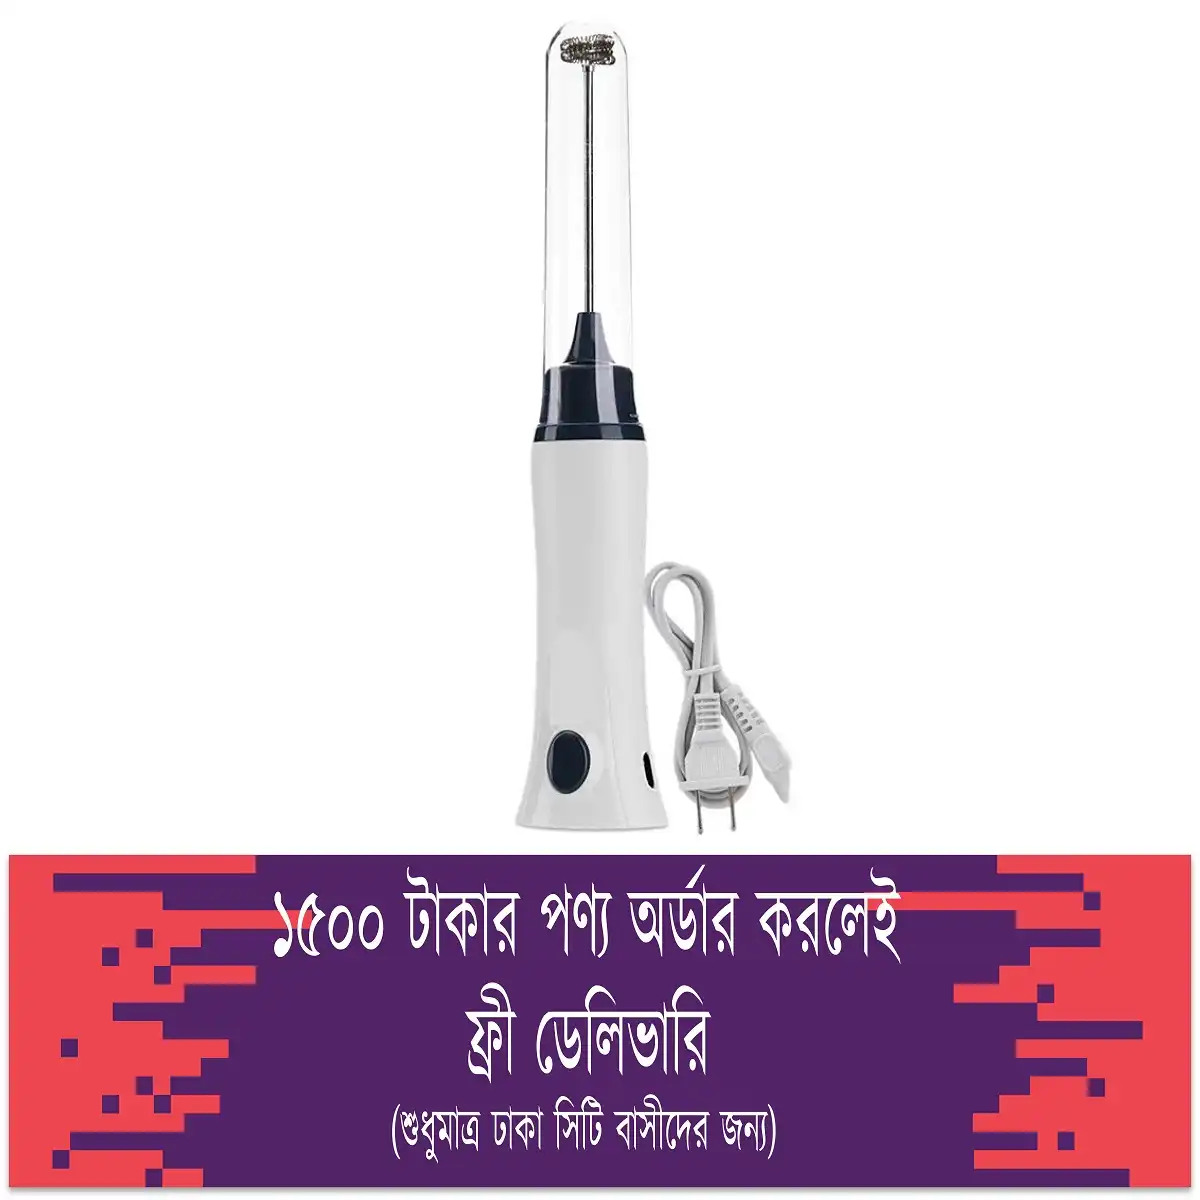 ১৫০০ টাকার পণ্য অর্ডার করলেই
ফ্রী ডেলিভারি
(শুধুমাত্র ঢাকা সিটি বাসীদের জন্য)